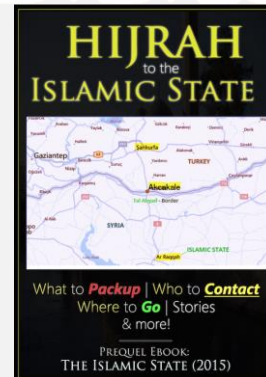 HIJRAH
to the
ISLAMIC STATE
Gaziantep
Sanliurfa
TURKEY
Akcakale
Tal Abyad - Border
SYRIA
ISLAMIC STATE
Ar Raqqah
What to Packup | Who to Contact
Where to Go | Stories
& more!
PREQUEL EBOOK:
THE ISLAMIC STATE (2015)